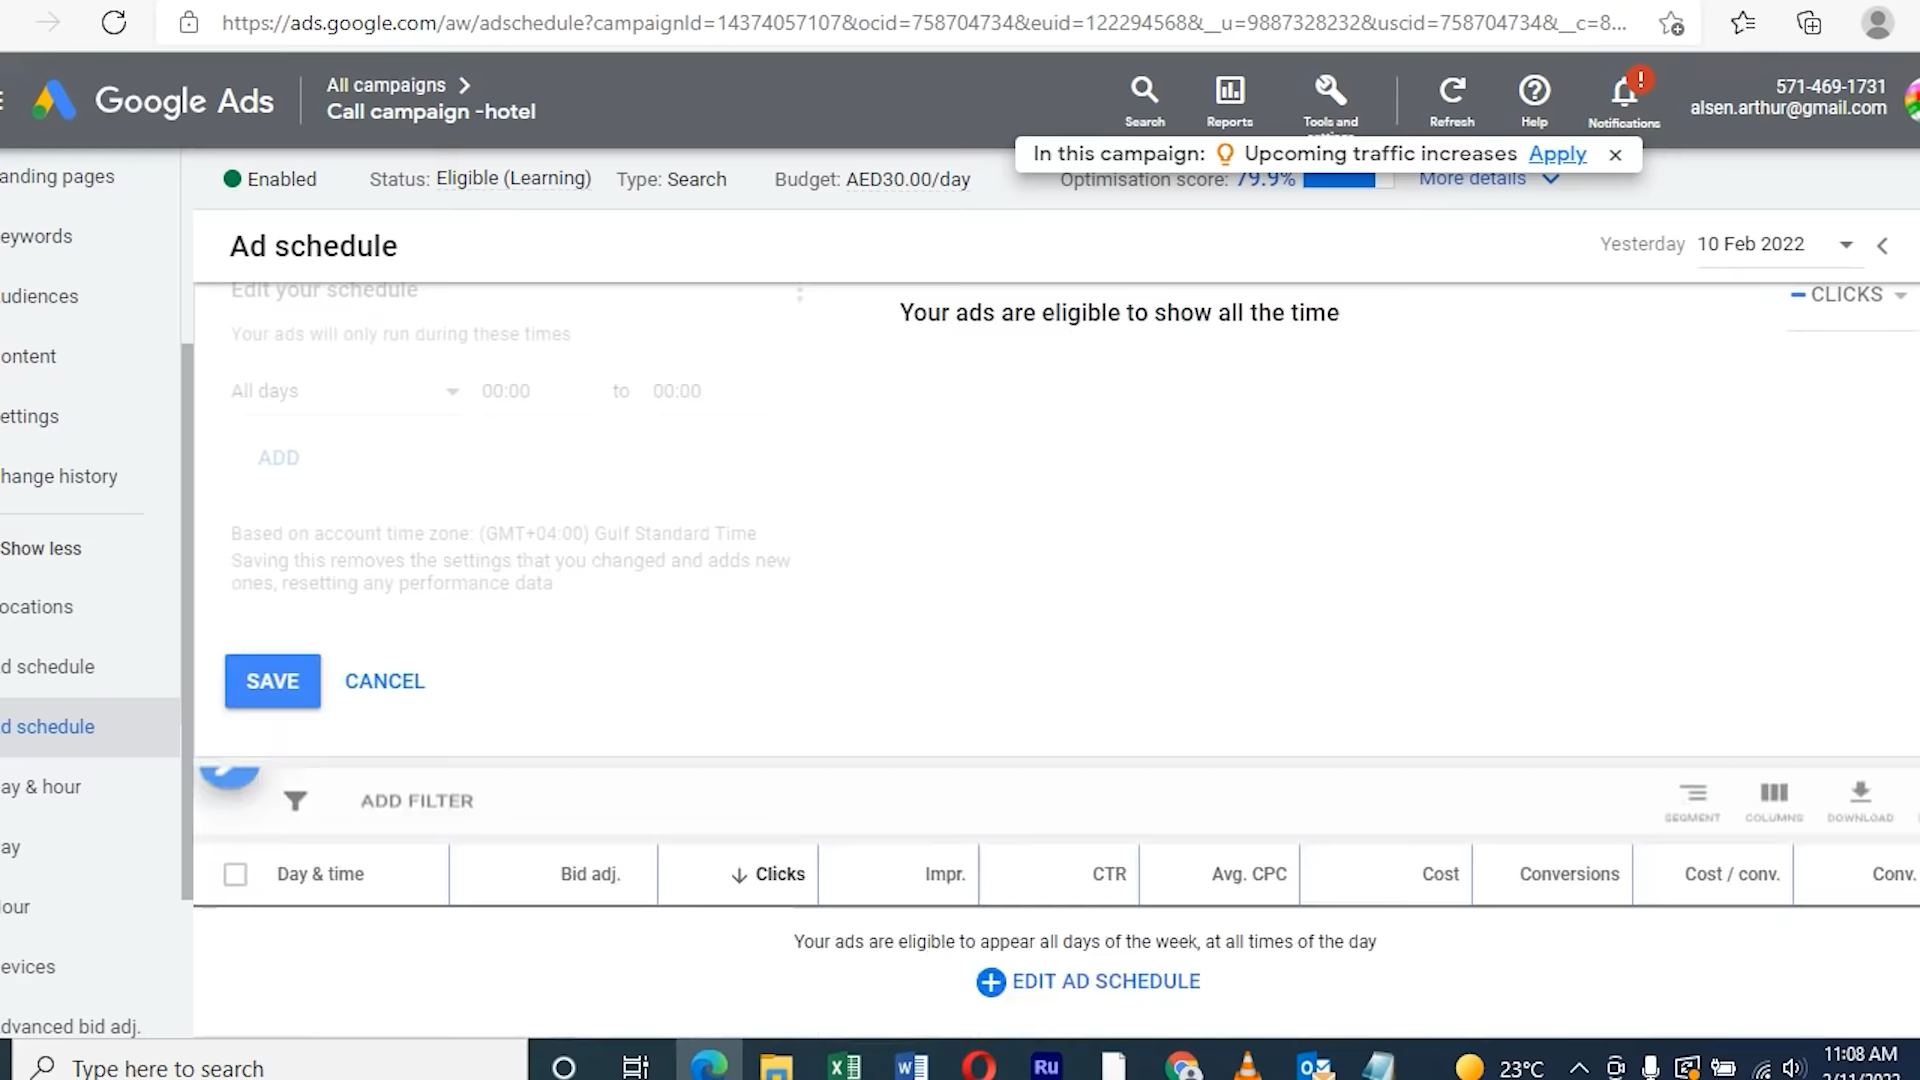 https://ads.google.com/aw/adschedule?campaignId=14374057107&ocid=758704734&euid=122294568&__u=9887328232&uscid=758704734&__c=8...
Google Ads
All campaigns
Call campaign -hotel
Search
Reports
Tools and
Refresh
Help
!
Notifications
571-469-1731
alsen.arthur@gmail.com
In this campaign: Upcoming traffic increases Apply ×
Enabled
Status: Eligible (Learning)
Type: Search
Budget: AED30.00/day
Optimisation score: 79.9%
More details
anding pages
eywords
udiences
ontent
ettings
hange history
Show less
ocations
d schedule
d schedule
ay & hour
ay
our
evices
dvanced bid adj.
Ad schedule
Yesterday 10 Feb 2022
Edit your schedule
Your ads will only run during these times
All days 00:00 to 00:00
ADD
Based on account time zone: (GMT+04:00) Gulf Standard Time
Saving this removes the settings that you changed and adds new
ones, resetting any performance data
SAVE CANCEL
Your ads are eligible to show all the time
CLICKS
ADD FILTER
SEGMENT
COLUMNS
DOWNLOAD
Day & time Bid adj. Clicks Impr. CTR Avg. CPC Cost Conversions Cost / conv. Conv.
Your ads are eligible to appear all days of the week, at all times of the day
EDIT AD SCHEDULE
Type here to search
Ru
23°C
11:08 AM
2/11/2022